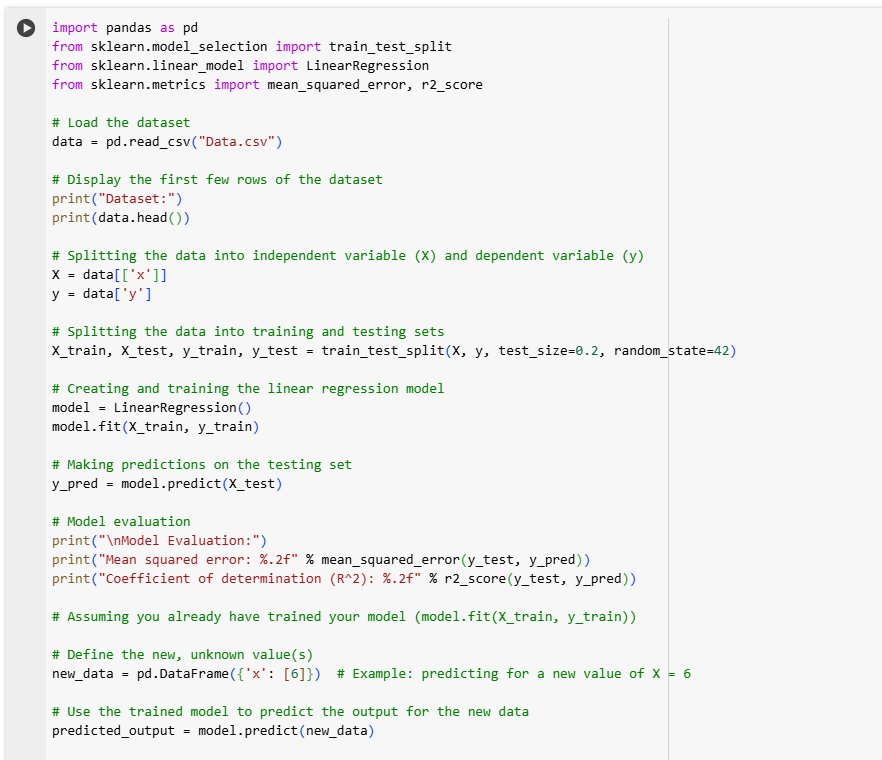 import pandas as pd
from sklearn.model_selection import train_test_split
from sklearn.linear_model import LinearRegression
from sklearn.metrics import mean_squared_error, r2_score

# Load the dataset
data = pd.read_csv("Data.csv")

# Display the first few rows of the dataset
print("Dataset:")
print(data.head())

# Splitting the data into independent variable (X) and dependent variable (y)
X = data[['x']]
y = data['y']

# Splitting the data into training and testing sets
X_train, X_test, y_train, y_test = train_test_split(X, y, test_size=0.2, random_state=42)

# Creating and training the linear regression model
model = LinearRegression()
model.fit(X_train, y_train)

# Making predictions on the testing set
y_pred = model.predict(X_test)

# Model evaluation
print("\nModel Evaluation:")
print("Mean squared error: %.2f" % mean_squared_error(y_test, y_pred))
print("Coefficient of determination (R^2): %.2f" % r2_score(y_test, y_pred))

# Assuming you already have trained your model (model.fit(X_train, y_train))

# Define the new, unknown value(s)
new_data = pd.DataFrame({'x': [6]})  # Example: predicting for a new value of X = 6

# Use the trained model to predict the output for the new data
predicted_output = model.predict(new_data)